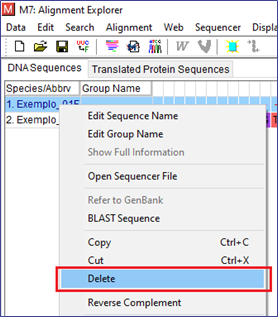 M7: Alignment Explorer
Data Edit Search Alignment Web Sequencer Displa
DNA Sequences Translated Protein Sequences
Species/Abbrv Group Name
1. Exemplo_01F
2. Exemplo_
Edit Sequence Name
Edit Group Name
Show Full Information
Open Sequencer File
Refer to GenBank
BLAST Sequence
Copy Ctrl+C
Cut Ctrl+X
Delete
Reverse Complement